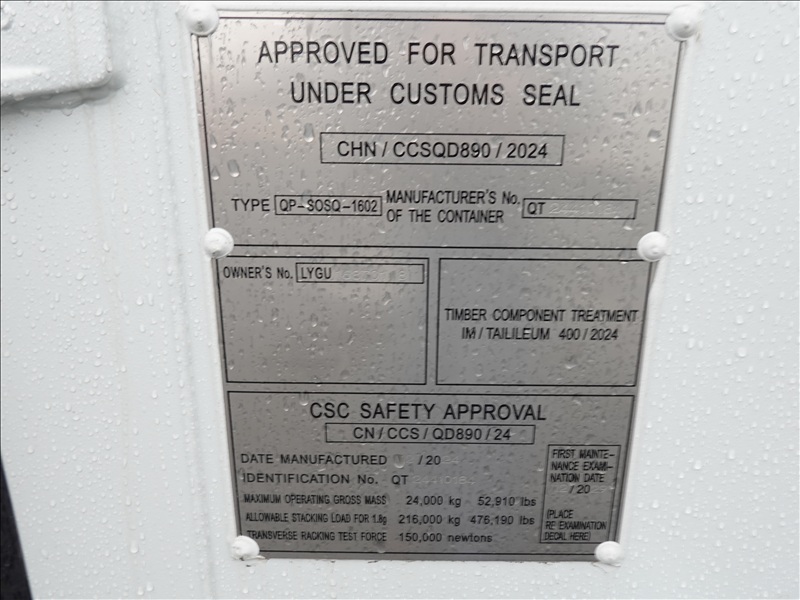 APPROVED FOR TRANSPORT
UNDER CUSTOMS SEAL
CHN / CCSQD890 / 2024
TYPE QP-SOSQ-1602 MANUFACTURER'S No. OF THE CONTAINER QT
OWNER'S No. LYGU
TIMBER COMPONENT TREATMENT
IM / TAILILEUM 400 / 2024
CSC SAFETY APPROVAL
CN / CCS / QD890 / 24
DATE MANUFACTURED /20
IDENTIFICATION No. QT
MAXIMUM OPERATING GROSS MASS 24,000 kg 52,910 lbs
ALLOWABLE STACKING LOAD FOR 1.8g 216,000 kg 476,190 lbs
TRANSVERSE RACKING TEST FORCE 150,000 newtons
FIRST MAINTE-
NANCE EXAMI-
NATION DATE
/ 20
(PLACE
RE EXAMINATION
DECAL HERE)